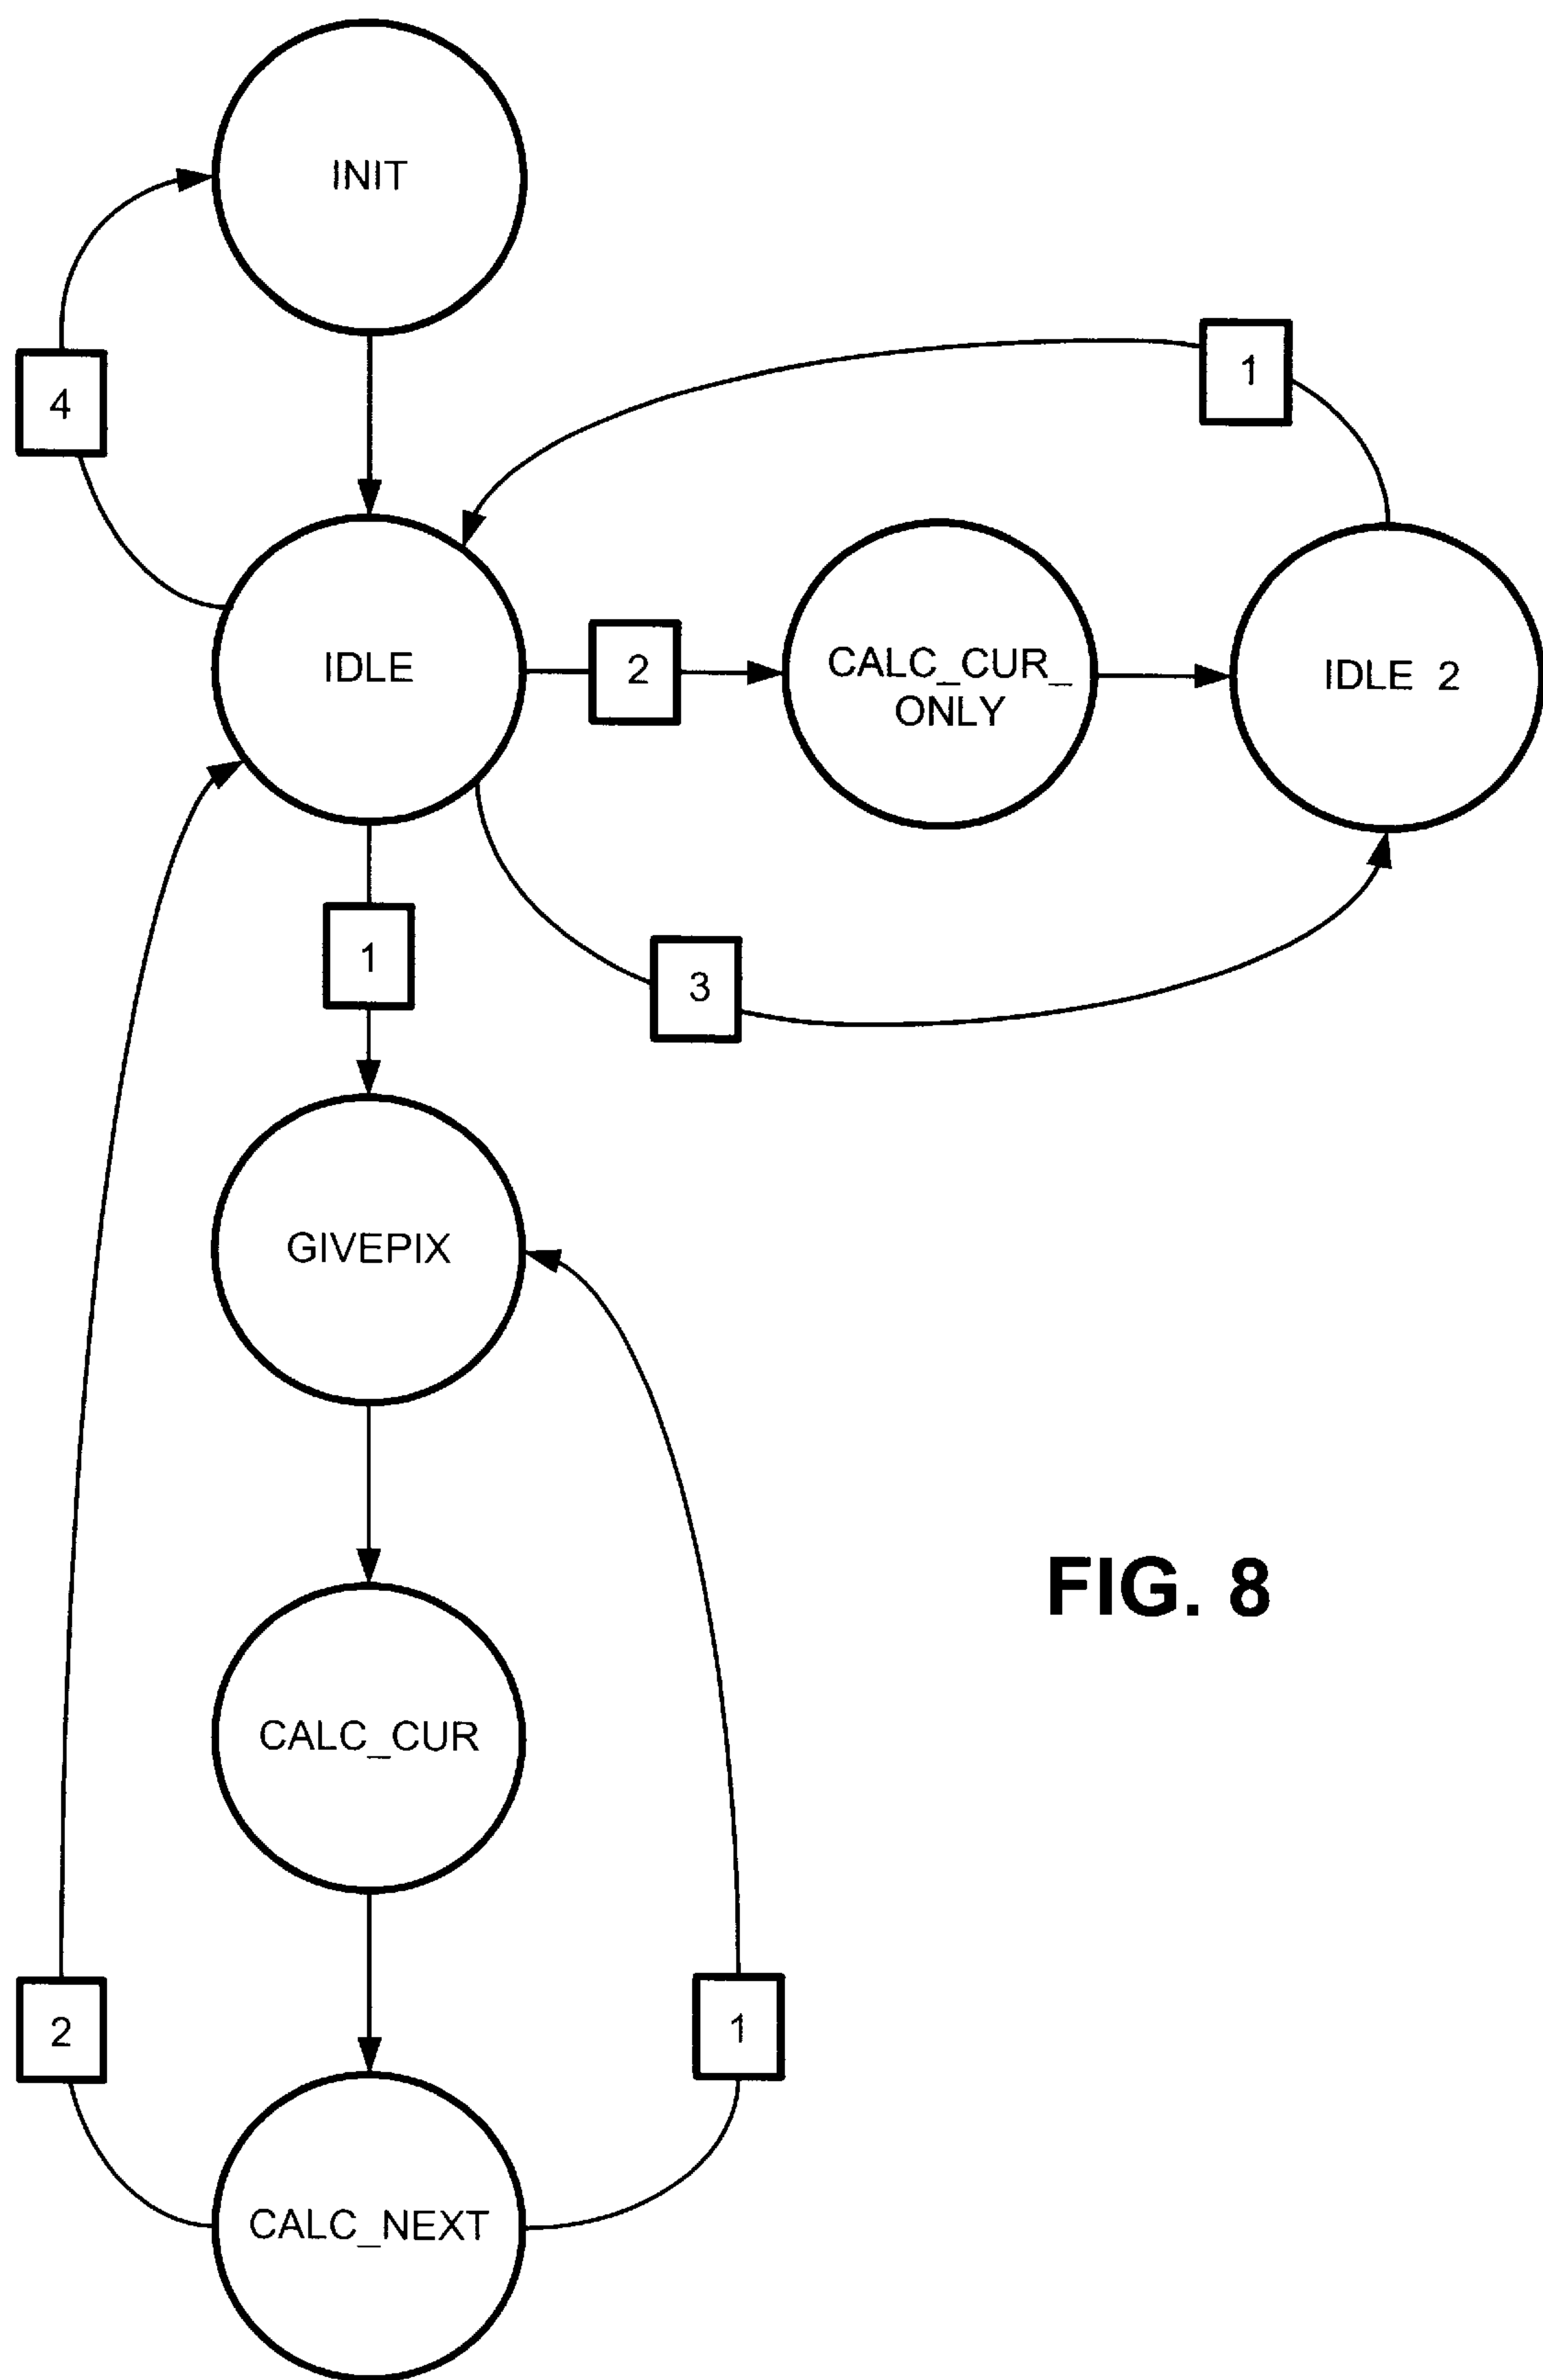 INIT
4
1
IDLE
2
CALC_CUR_
ONLY
IDLE 2
1
3
GIVEPIX
FIG. 8
CALC_CUR
2
1
CALC_NEXT